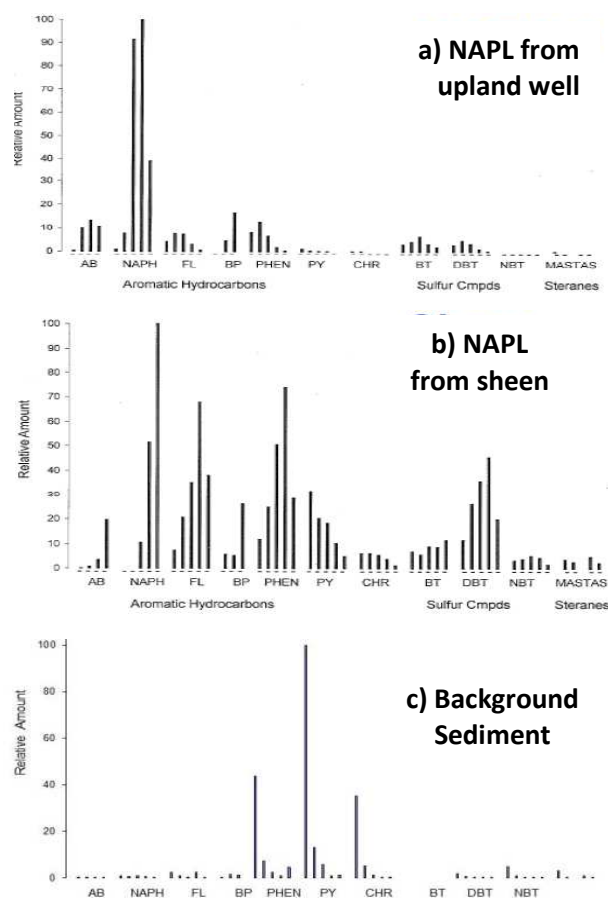 a) NAPL from
upland well
Relative Amount
100
90
80
70
60
50
40
30
20
10
0
AB NAPH FL BP PHEN PY CHR BT DBT NBT MASTAS
Aromatic Hydrocarbons Sulfur Cmpds Steranes
b) NAPL
from sheen
Relative Amount
100
90
80
70
60
50
40
30
20
10
0
AB NAPH FL BP PHEN PY CHR BT DBT NBT MASTAS
Aromatic Hydrocarbons Sulfur Cmpds Steranes
c) Background
Sediment
Relative Amount
100
80
60
40
20
0
AB NAPH FL BP PHEN PY CHR BT DBT NBT